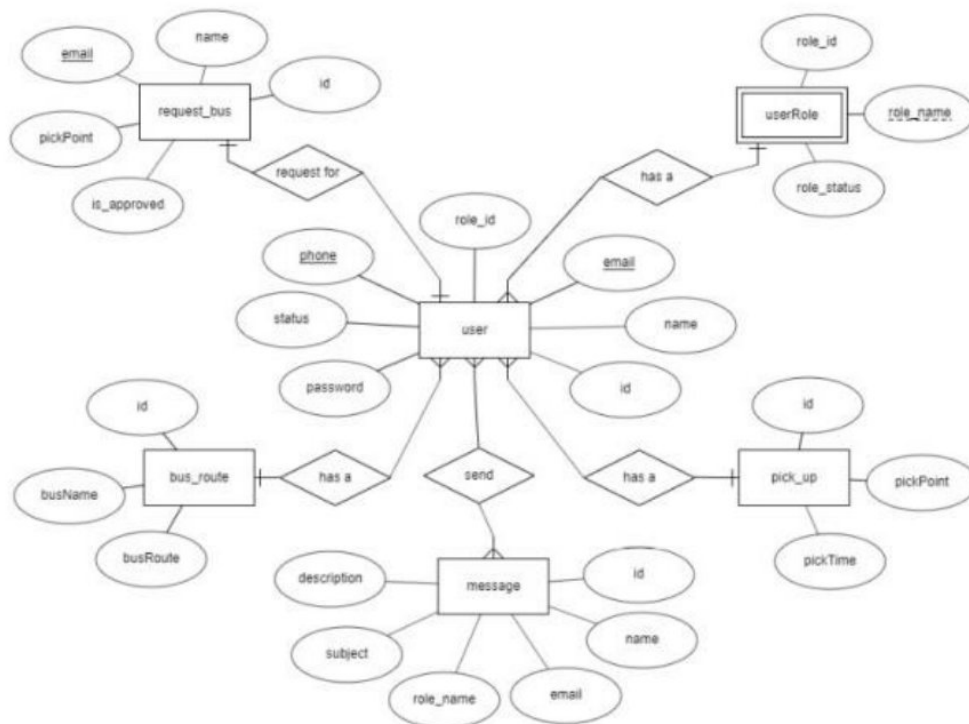 name
role_id
email
id
request_bus
userRole
role_name
pickPoint
request for
has a
is_approved
role_status
role_id
phone
email
status
user
name
password
id
id
id
bus_route
has a
send
has a
pick_up
busName
pickPoint
busRoute
pickTime
description
message
id
subject
name
role_name
email